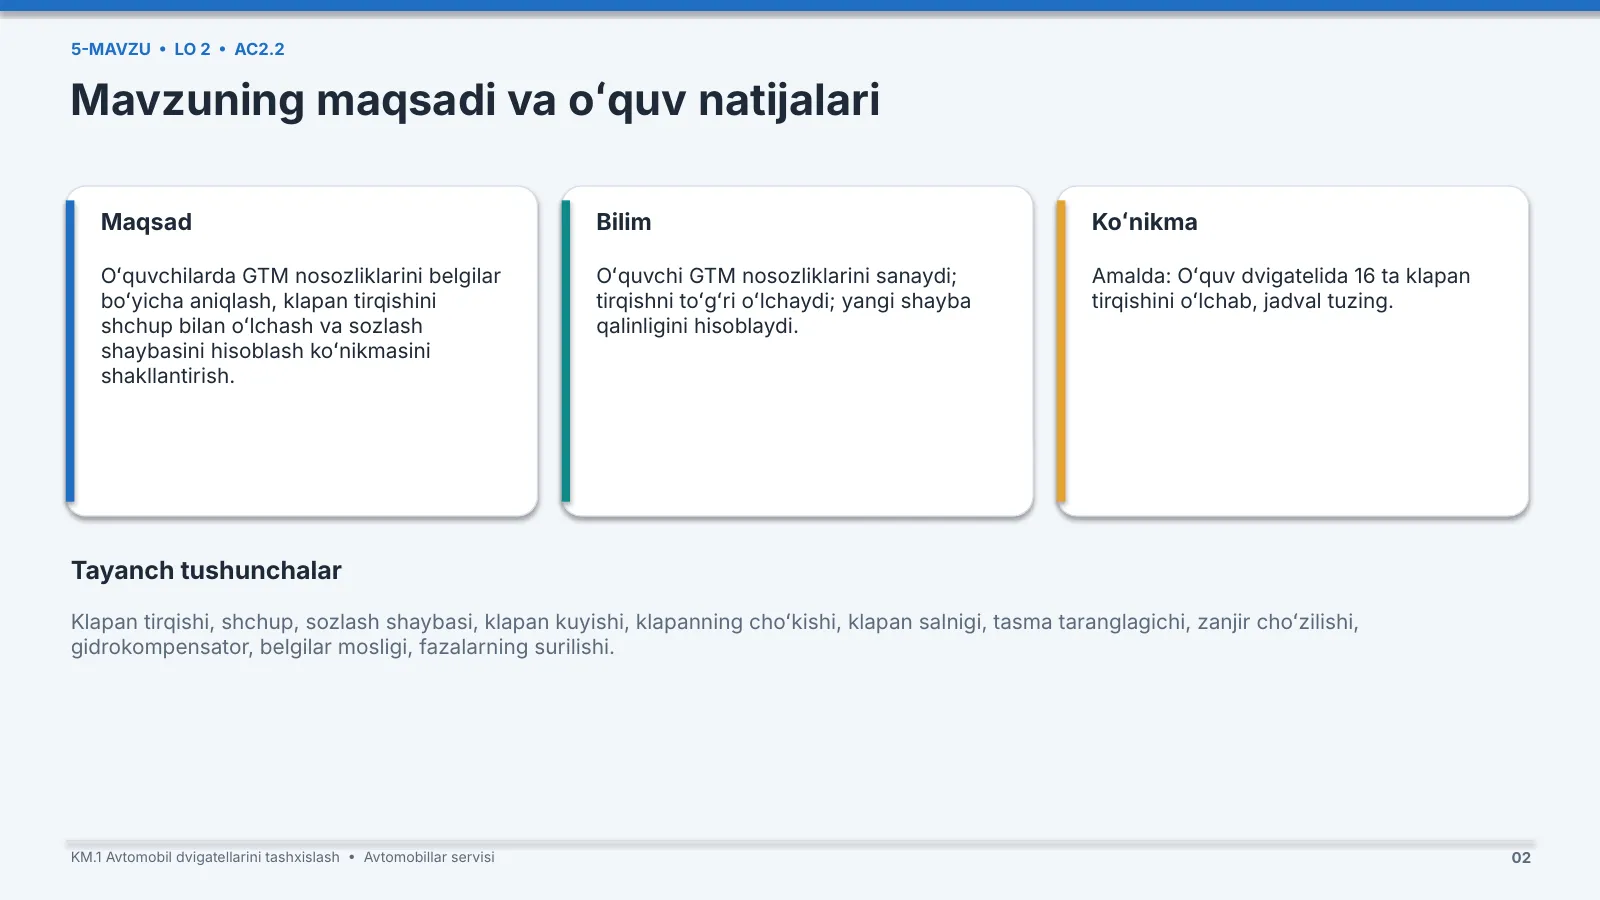 5-MAVZU • LO 2 • AC2.2
Mavzuning maqsadi va oʻquv natijalari
Maqsad
Oʻquvchilarda GTM nosozliklarini belgilar
boʻyicha aniqlash, klapan tirqishini
shchup bilan oʻlchash va sozlash
shaybasini hisoblash koʻnikmasini
shakllantirish.
Bilim
Oʻquvchi GTM nosozliklarini sanaydi;
tirqishni toʻgʻri oʻlchaydi; yangi shayba
qalinligini hisoblaydi.
Koʻnikma
Amalda: Oʻquv dvigatelida 16 ta klapan
tirqishini oʻlchab, jadval tuzing.
Tayanch tushunchalar
Klapan tirqishi, shchup, sozlash shaybasi, klapan kuyishi, klapanning choʻkishi, klapan salnigi, tasma taranglagichi, zanjir choʻzilishi,
gidrokompensator, belgilar mosligi, fazalarning surilishi.
KM.1 Avtomobil dvigatellarini tashxislash • Avtomobillar servisi
02